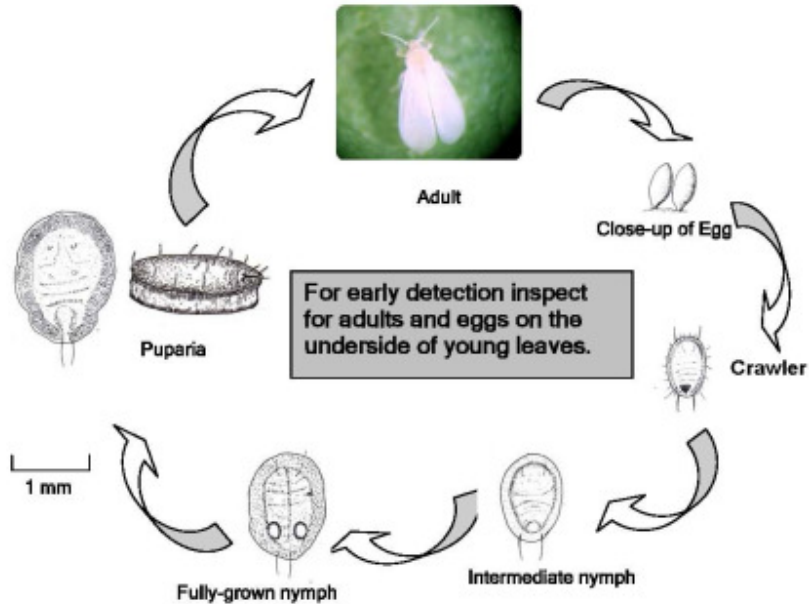 Adult
Close-up of Egg
For early detection inspect
for adults and eggs on the
underside of young leaves.
Puparia
Crawler
1 mm
Intermediate nymph
Fully-grown nymph